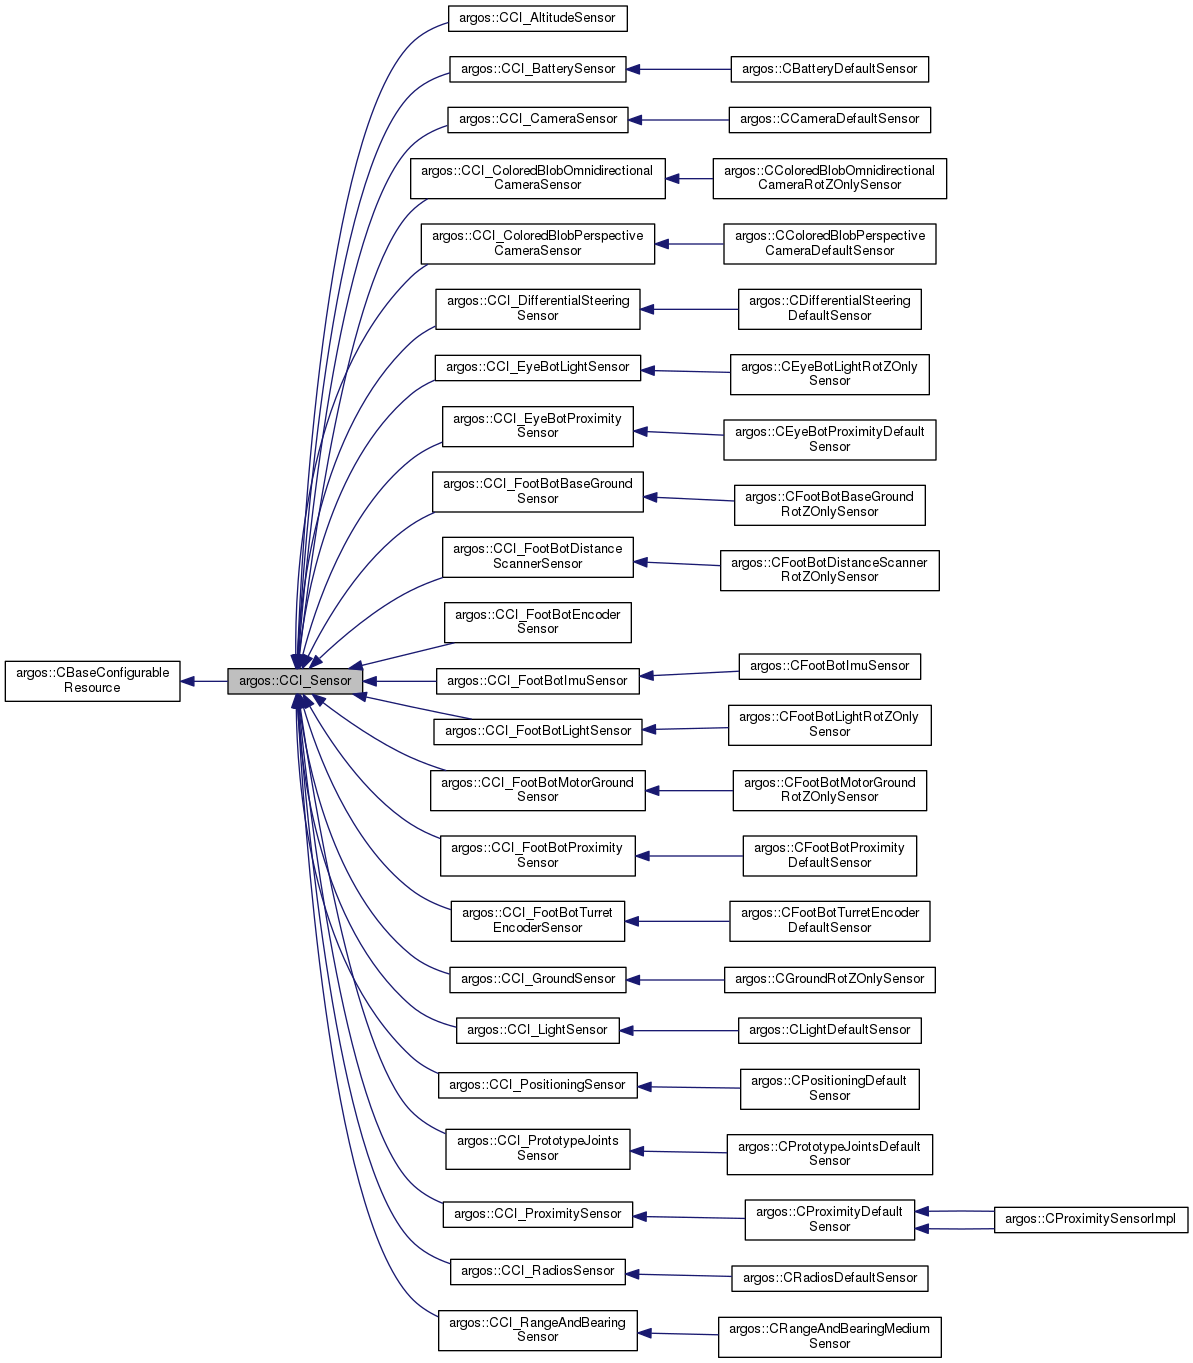 argos::CCI_AltitudeSensor
argos::CCI_BatterySensor
argos::CBatteryDefaultSensor
argos::CCI_CameraSensor
argos::CCameraDefaultSensor
argos::CCI_ColoredBlobOmnidirectional
CameraSensor
argos::CColoredBlobOmnidirectional
CameraRotZOnlySensor
argos::CCI_ColoredBlobPerspective
CameraSensor
argos::CColoredBlobPerspective
CameraDefaultSensor
argos::CCI_DifferentialSteering
Sensor
argos::CDifferentialSteering
DefaultSensor
argos::CCI_EyeBotLightSensor
argos::CEyeBotLightRotZOnly
Sensor
argos::CCI_EyeBotProximity
Sensor
argos::CEyeBotProximityDefault
Sensor
argos::CCI_FootBotBaseGround
Sensor
argos::CFootBotBaseGround
RotZOnlySensor
argos::CCI_FootBotDistance
ScannerSensor
argos::CFootBotDistanceScanner
RotZOnlySensor
argos::CCI_FootBotEncoder
Sensor
argos::CBaseConfigurable
Resource
argos::CCI_Sensor
argos::CCI_FootBotImuSensor
argos::CFootBotImuSensor
argos::CCI_FootBotLightSensor
argos::CFootBotLightRotZOnly
Sensor
argos::CCI_FootBotMotorGround
Sensor
argos::CFootBotMotorGround
RotZOnlySensor
argos::CCI_FootBotProximity
Sensor
argos::CFootBotProximity
DefaultSensor
argos::CCI_FootBotTurret
EncoderSensor
argos::CFootBotTurretEncoder
DefaultSensor
argos::CCI_GroundSensor
argos::CGroundRotZOnlySensor
argos::CCI_LightSensor
argos::CLightDefaultSensor
argos::CCI_PositioningSensor
argos::CPositioningDefault
Sensor
argos::CCI_PrototypeJoints
Sensor
argos::CPrototypeJointsDefault
Sensor
argos::CCI_ProximitySensor
argos::CProximityDefault
Sensor
argos::CProximitySensorImpl
argos::CCI_RadiosSensor
argos::CRadiosDefaultSensor
argos::CCI_RangeAndBearing
Sensor
argos::CRangeAndBearingMedium
Sensor